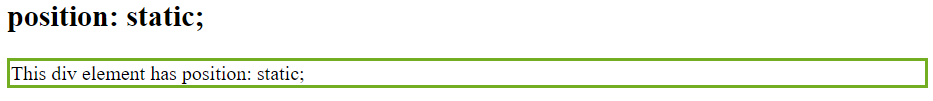 position: static;
This div element has position: static;